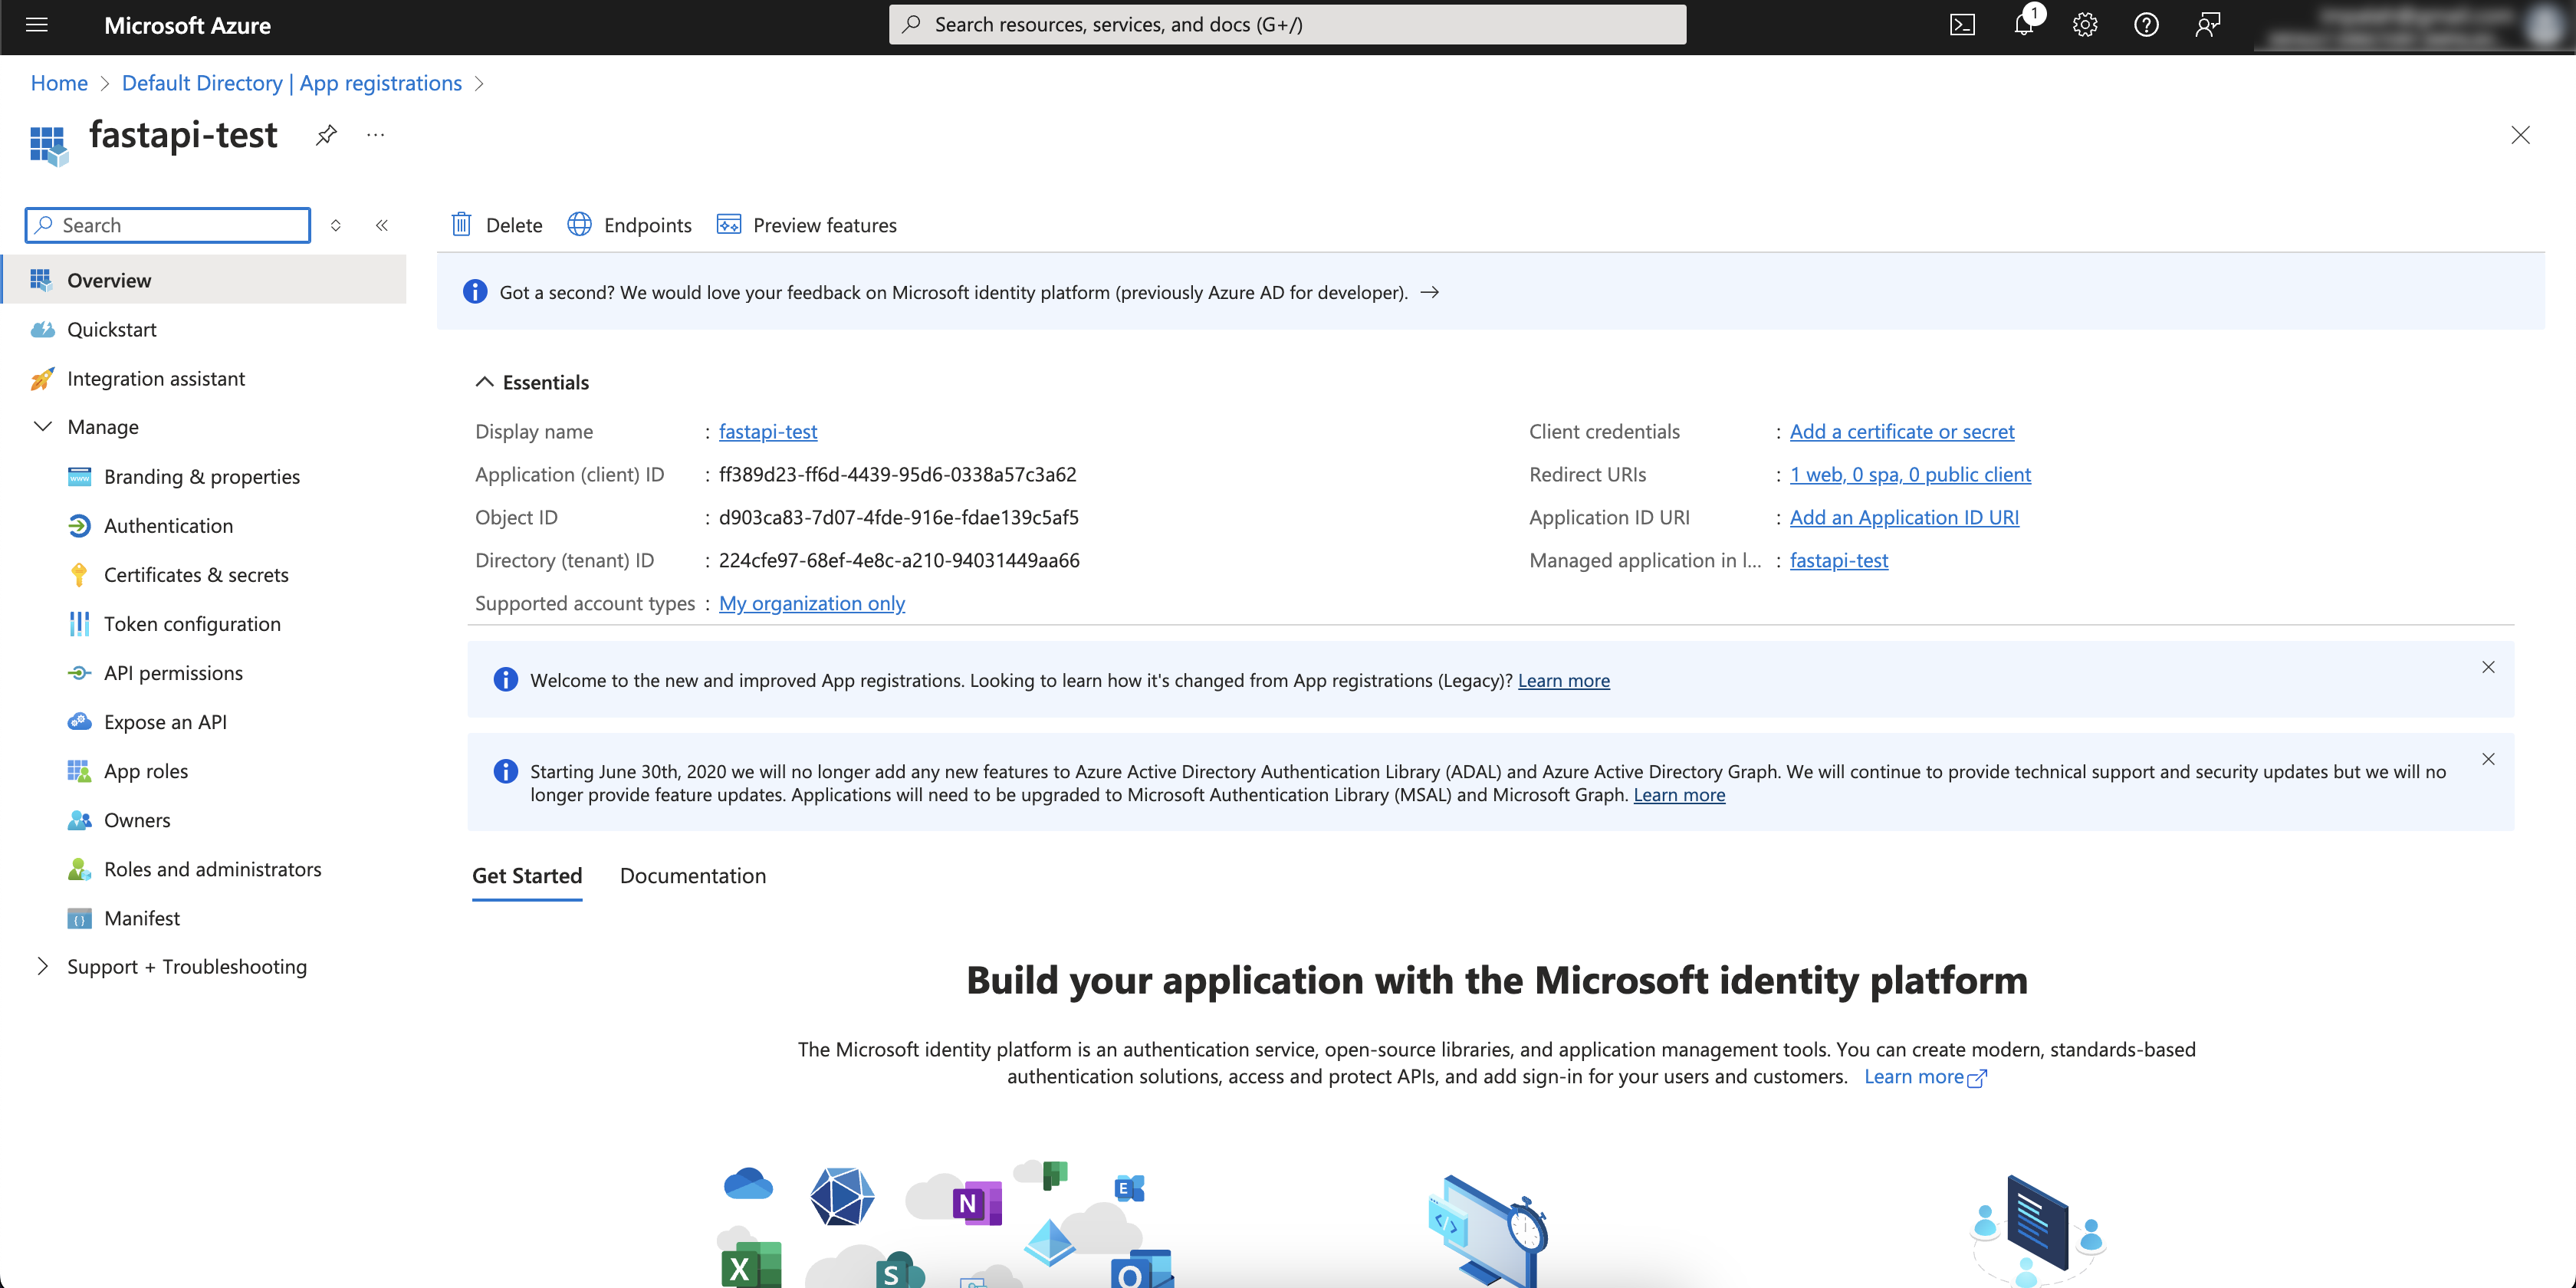 Microsoft Azure
Search resources, services, and docs (G+/)
1
Home > Default Directory | App registrations >
fastapi-test
...
Search
Overview
Quickstart
Integration assistant
Manage
Branding & properties
Authentication
Certificates & secrets
Token configuration
API permissions
Expose an API
App roles
Owners
Roles and administrators
Manifest
Support + Troubleshooting
Delete Endpoints Preview features
Got a second? We would love your feedback on Microsoft identity platform (previously Azure AD for developer). →
Essentials
Display name : fastapi-test
Application (client) ID : ff389d23-ff6d-4439-95d6-0338a57c3a62
Object ID : d903ca83-7d07-4fde-916e-fdae139c5af5
Directory (tenant) ID : 224cfe97-68ef-4e8c-a210-94031449aa66
Supported account types : My organization only
Client credentials : Add a certificate or secret
Redirect URIs : 1 web, 0 spa, 0 public client
Application ID URI : Add an Application ID URI
Managed application in l... : fastapi-test
Welcome to the new and improved App registrations. Looking to learn how it's changed from App registrations (Legacy)? Learn more
Starting June 30th, 2020 we will no longer add any new features to Azure Active Directory Authentication Library (ADAL) and Azure Active Directory Graph. We will continue to provide technical support and security updates but we will no
longer provide feature updates. Applications will need to be upgraded to Microsoft Authentication Library (MSAL) and Microsoft Graph. Learn more
Get Started Documentation
Build your application with the Microsoft identity platform
The Microsoft identity platform is an authentication service, open-source libraries, and application management tools. You can create modern, standards-based
authentication solutions, access and protect APIs, and add sign-in for your users and customers. Learn more
N
E
X
S
O